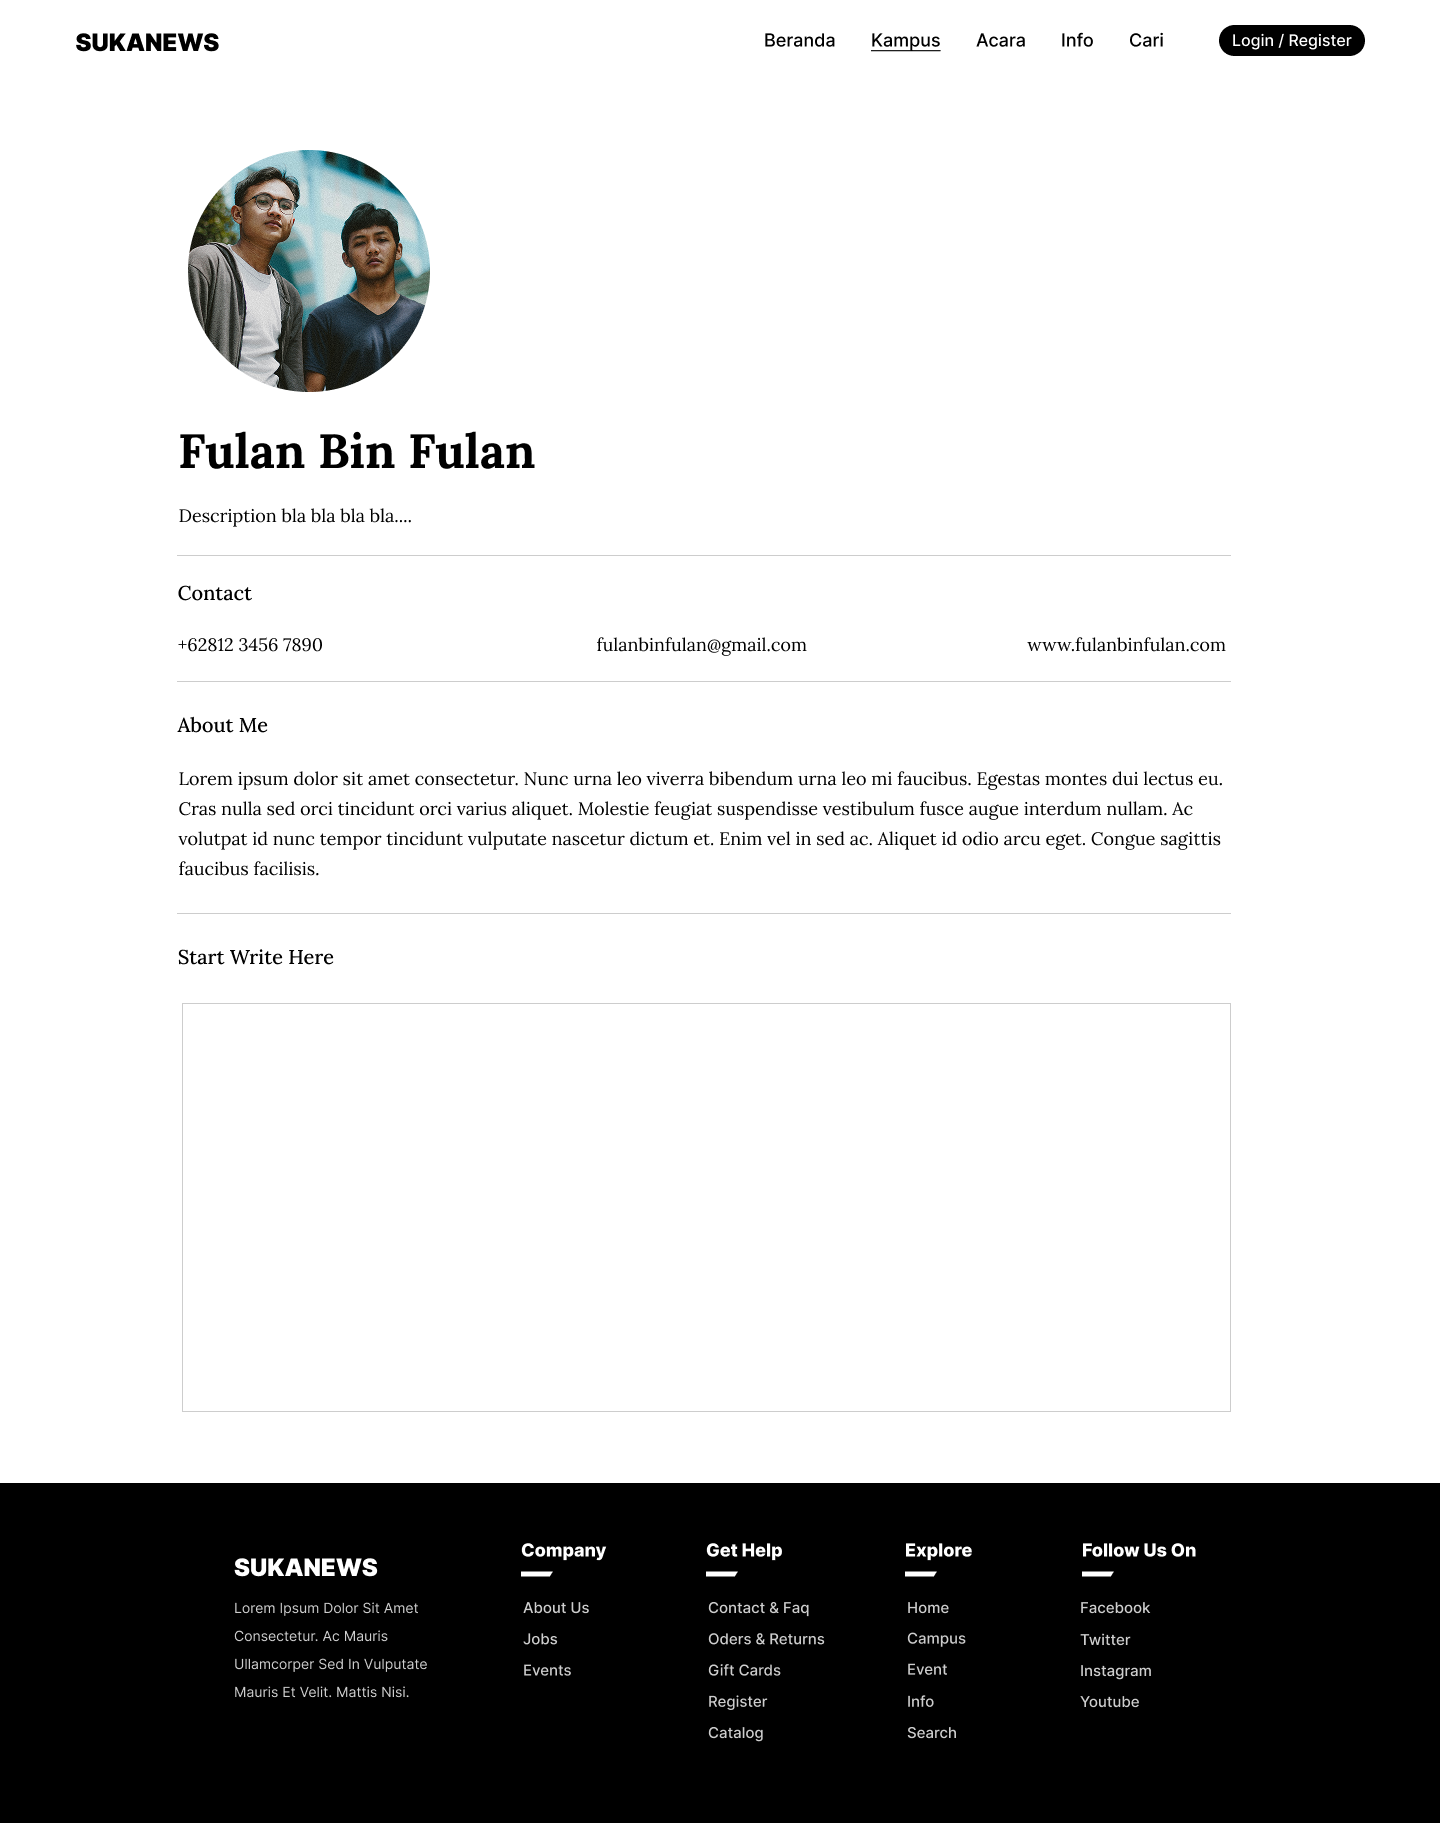 SUKANEWS
Beranda
Kampus
Acara
Info
Cari
Login / Register
Fulan Bin Fulan
Description bla bla bla bla....
Contact
+62812 3456 7890
fulanbinfulan@gmail.com
www.fulanbinfulan.com
About Me
Lorem ipsum dolor sit amet consectetur. Nunc urna leo viverra bibendum urna leo mi faucibus. Egestas montes dui lectus eu.
Cras nulla sed orci tincidunt orci varius aliquet. Molestie feugiat suspendisse vestibulum fusce augue interdum nullam. Ac
volutpat id nunc tempor tincidunt vulputate nascetur dictum et. Enim vel in sed ac. Aliquet id odio arcu eget. Congue sagittis
faucibus facilisis.
Start Write Here
SUKANEWS
Lorem Ipsum Dolor Sit Amet
Consectetur. Ac Mauris
Ullamcorper Sed In Vulputate
Mauris Et Velit. Mattis Nisi.
Company
About Us
Jobs
Events
Get Help
Contact & Faq
Oders & Returns
Gift Cards
Register
Catalog
Explore
Home
Campus
Event
Info
Search
Follow Us On
Facebook
Twitter
Instagram
Youtube